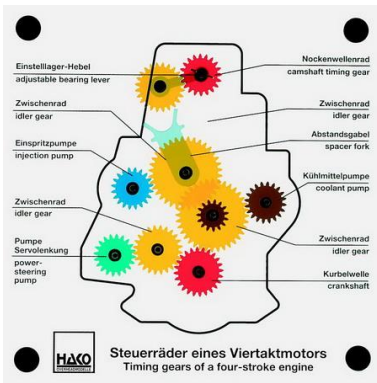 Einstelllager-Hebel
adjustable bearing lever
Zwischenrad
idler gear
Einspritzpumpe
injection pump
Zwischenrad
idler gear
Pumpe
Servolenkung
power-
steering
pump
Nockenwellenrad
camshaft timing gear
Zwischenrad
idler gear
Abstandsgabel
spacer fork
Kühlmittelpumpe
coolant pump
Zwischenrad
idler gear
Kurbelwelle
crankshaft
HAKO
Steuerräder eines Viertaktmotors
Timing gears of a four-stroke engine